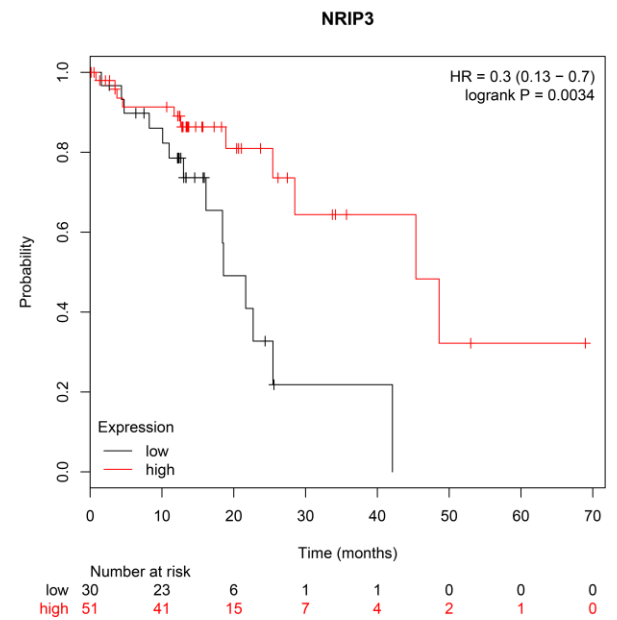 NRIP3
HR = 0.3 (0.13 − 0.7)
logrank P = 0.0034
Probability
0.0 0.2 0.4 0.6 0.8 1.0
Expression
low
high
0 10 20 30 40 50 60 70
Time (months)
Number at risk
low 30 23 6 1 1 0 0 0
high 51 41 15 7 4 2 1 0